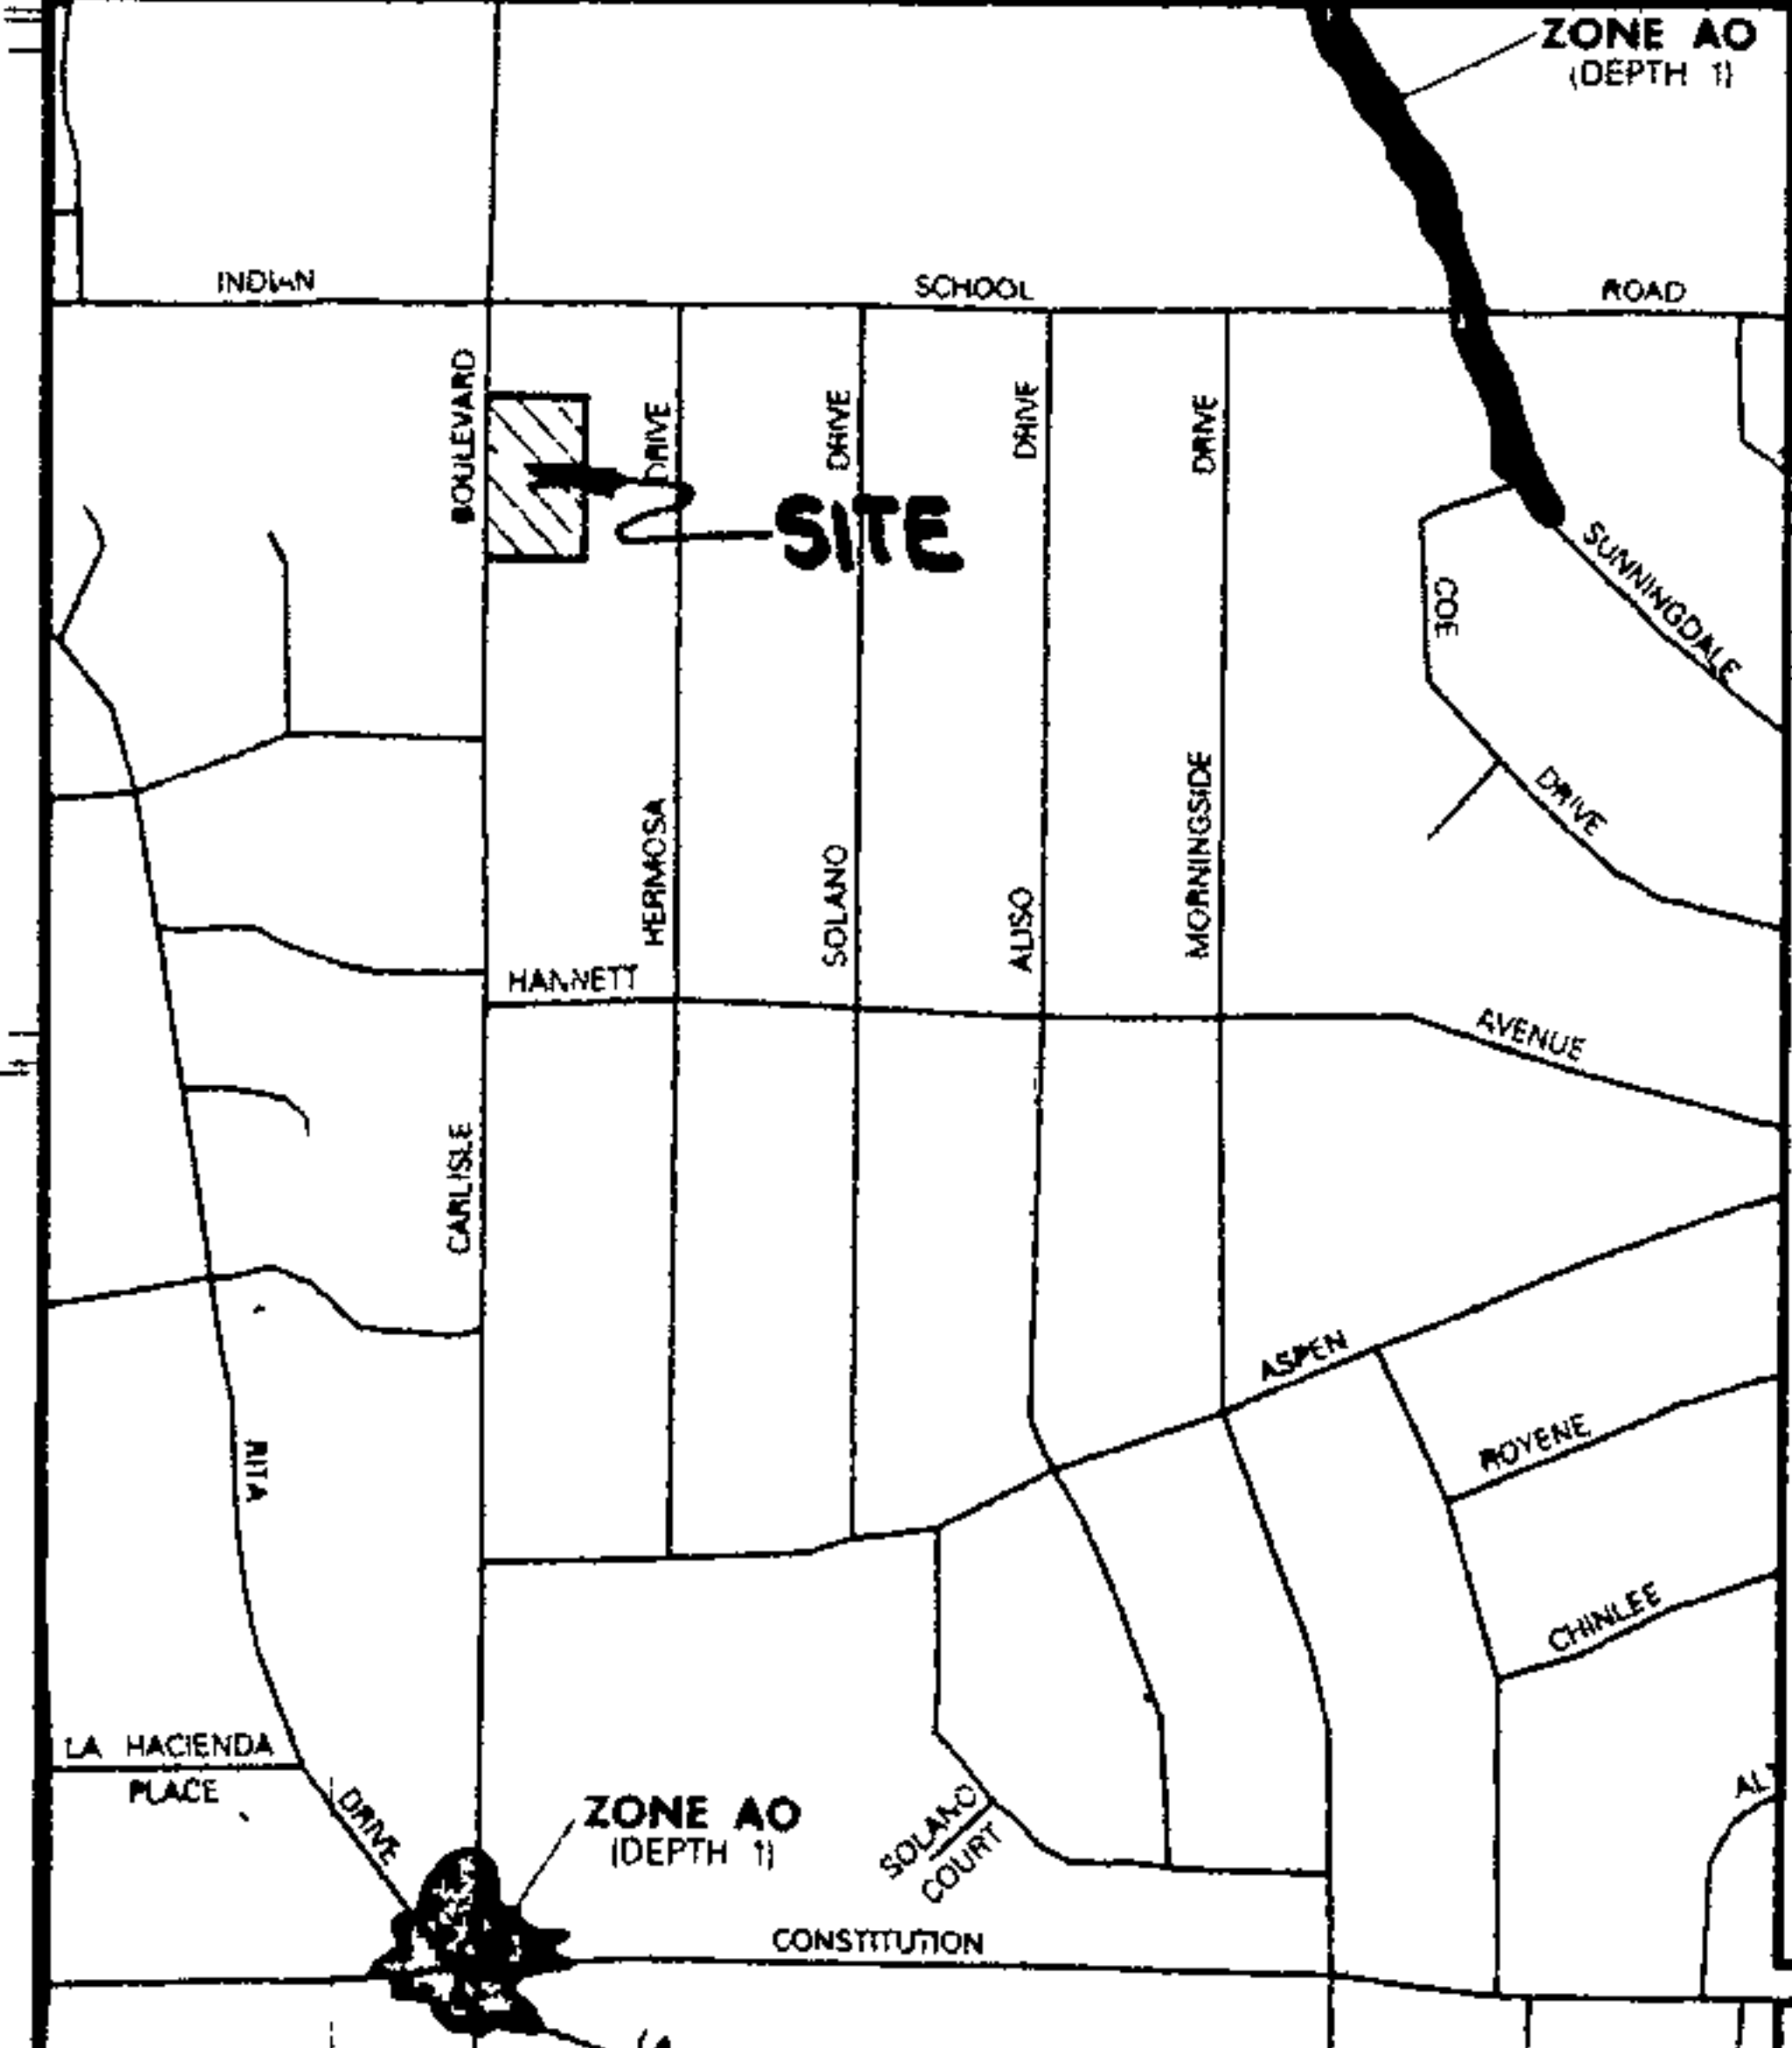 ZONE AO
(DEPTH 1)
INDIAN
SCHOOL
ROAD
BOULEVARD
DRIVE
DRIVE
DRIVE
DRIVE
SITE
SUNNINGDALE
COE
DRIVE
HERMOSA
SOLANO
ALISO
MORNINGSIDE
HANNETT
AVENUE
CARLISLE
ASPEN
RITA
ROYENE
CHINLEE
LA HACIENDA
PLACE
DRIVE
ZONE AO
(DEPTH 1)
SOLANO
COURT
CONSTITUTION